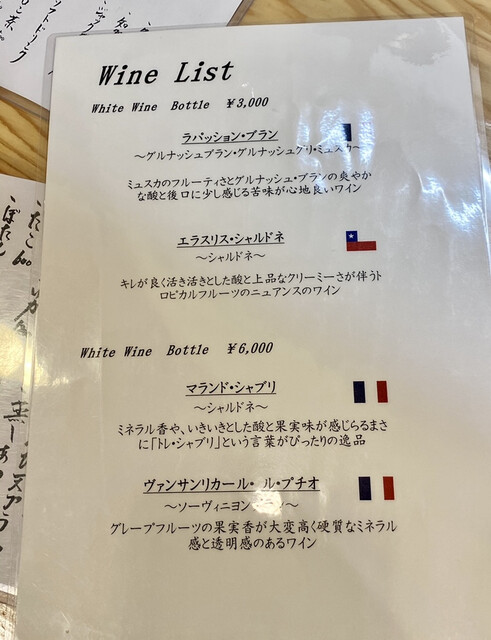 Wine List
White Wine Bottle ¥3,000
ラパッション・ブラン
～グルナッシュブラン・グルナッシュグリ・ミュスカ～
ミュスカのフルーティさとグルナッシュ・ブランの爽やか
な酸と後口に少し感じる苦味が心地良いワイン
エラスリス・シャルドネ
～シャルドネ～
キレが良く活き活きとした酸と上品なクリーミーさが伴うト
ロピカルフルーツのニュアンスのワイン
White Wine Bottle ¥6,000
マランド・シャブリ
～シャルドネ～
ミネラル香や、いきいきとした酸と果実味が感じらるまさ
に「トレ・シャブリ」という言葉がぴったりの逸品
ヴァンサンリカール・ ル・プチオ
～ソーヴィニヨン
グレープフルーツの果実香が大変高く硬質なミネラル
感と透明感のあるワイン